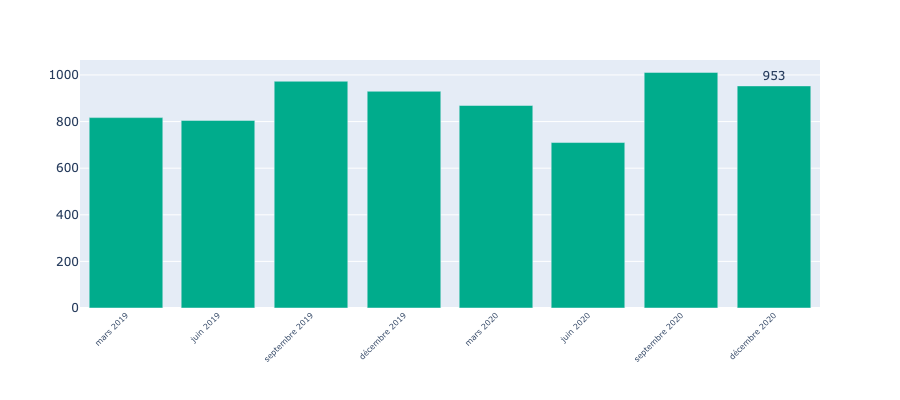 1000
800
600
400
200
0
953
mars 2019
juin 2019
septembre 2019
décembre 2019
mars 2020
juin 2020
septembre 2020
décembre 2020